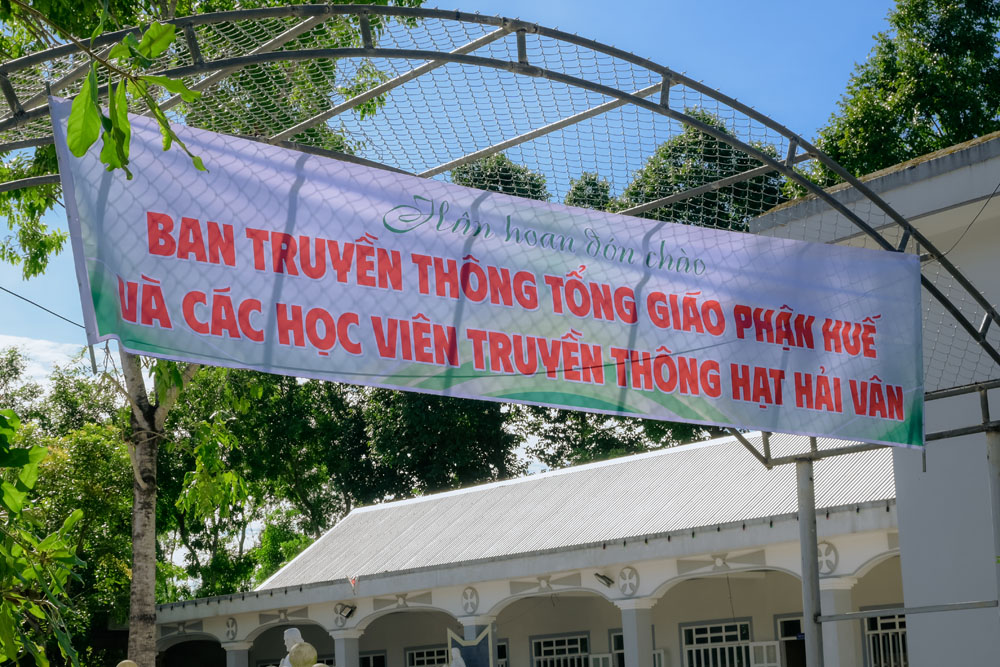 Hân hoan đón chào
BAN TRUYỀN THÔNG TỔNG GIÁO PHẬN HUẾ
VÀ CÁC HỌC VIÊN TRUYỀN THÔNG HẠT HẢI VÂN